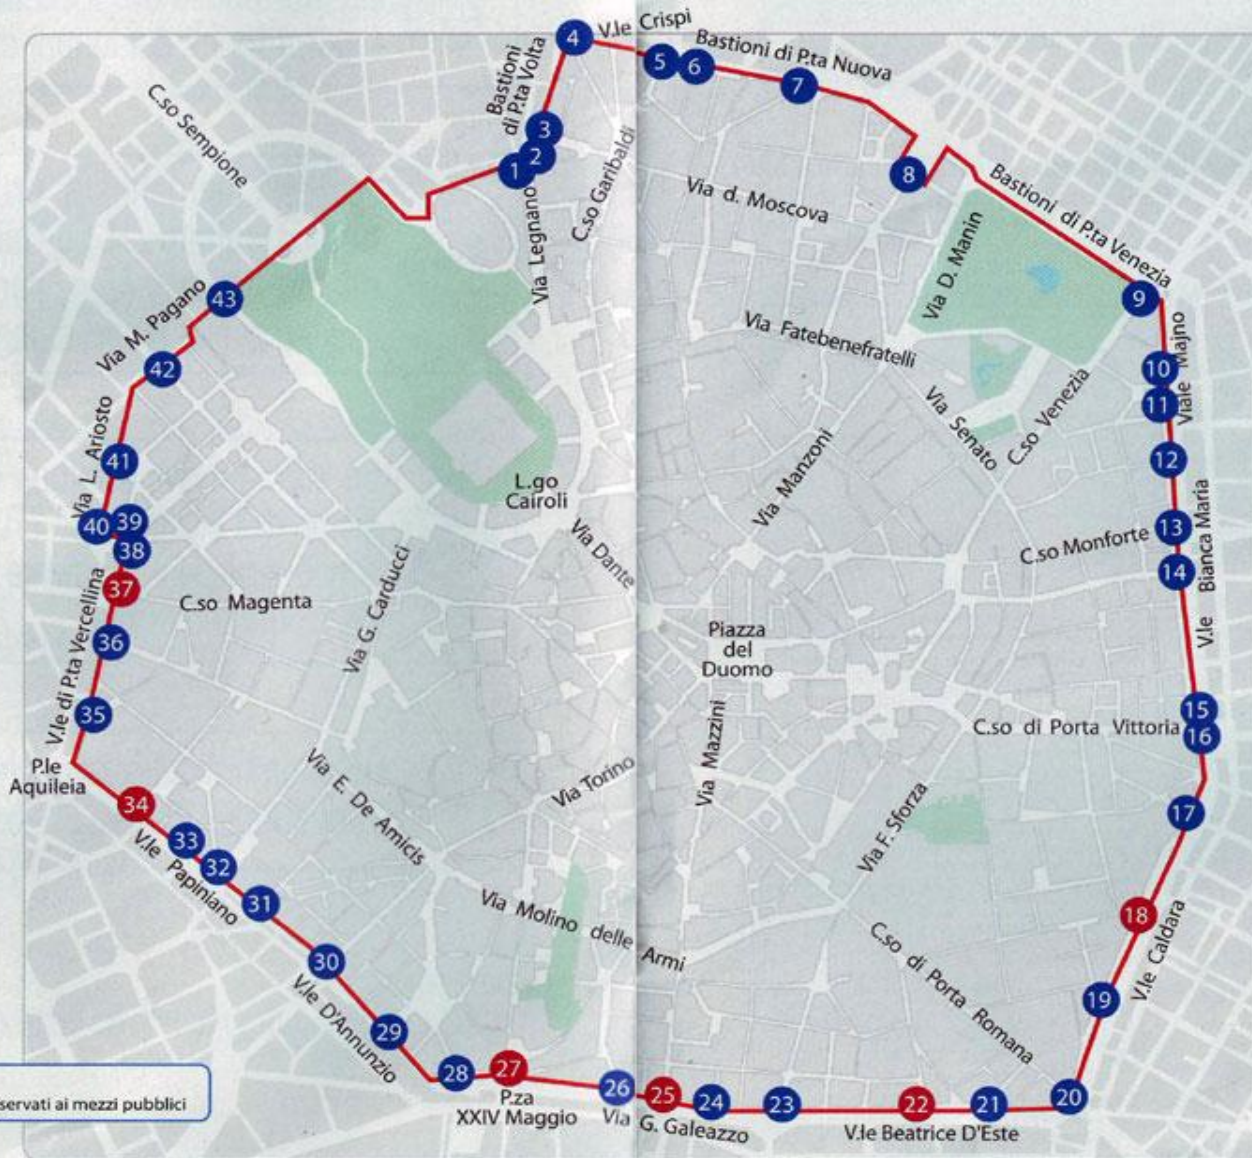 4
V.le Crispi
Bastioni
di P.ta Volta
5
6
Bastioni di P.ta Nuova
7
C.so Sempione
3
2
1
C.so Garibaldi
8
Via d. Moscova
Bastioni di P.ta Venezia
Via Legnano
Via D. Manin
43
9
Via M. Pagano
Via Fatebenefratelli
Viale Majno
42
10
11
Via L. Ariosto
Via Senato
C.so Venezia
41
12
Via Manzoni
L.go
Cairoli
40
39
38
Via Dante
C.so Monforte
13
14
V.le Bianca Maria
37
C.so Magenta
Via G. Carducci
36
V.le di P.ta Vercellina
Piazza
del
Duomo
35
15
16
C.so di Porta Vittoria
Via Mazzini
P.le
Aquileia
Via E. De Amicis
Via Torino
34
33
32
31
V.le Papiniano
Via F. Sforza
17
18
V.le Caldara
Via Molino delle Armi
C.so di Porta Romana
30
V.le D'Annunzio
29
19
28
27
26
25
24
23
22
21
20
P.za
XXIV Maggio
Via G. Galeazzo
V.le Beatrice D'Este
servati ai mezzi pubblici